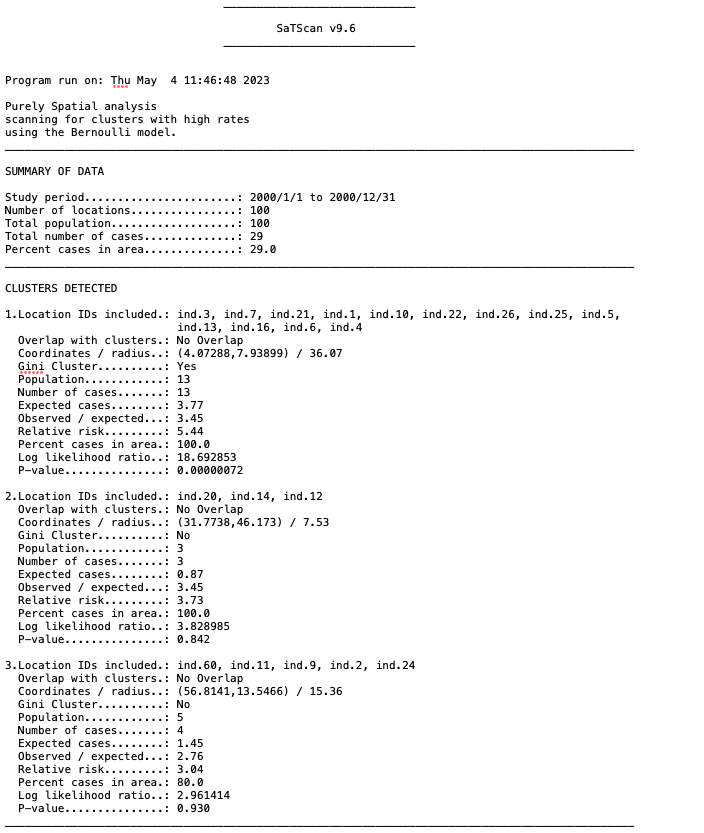 SaTScan v9.6
Program run on: Thu May  4 11:46:48 2023
Purely Spatial analysis
scanning for clusters with high rates
using the Bernoulli model.
SUMMARY OF DATA
Study period.......................: 2000/1/1 to 2000/12/31
Number of locations................: 100
Total population...................: 100
Total number of cases..............: 29
Percent cases in area..............: 29.0
CLUSTERS DETECTED
1.Location IDs included.: ind.3, ind.7, ind.21, ind.1, ind.10, ind.22, ind.26, ind.25, ind.5,
ind.13, ind.16, ind.6, ind.4
Overlap with clusters.: No Overlap
Coordinates / radius..: (4.07288,7.93899) / 36.07
Gini Cluster..........: Yes
Population............: 13
Number of cases.......: 13
Expected cases........: 3.77
Observed / expected...: 3.45
Relative risk.........: 5.44
Percent cases in area.: 100.0
Log likelihood ratio..: 18.692853
P-value...............: 0.00000072
2.Location IDs included.: ind.20, ind.14, ind.12
Overlap with clusters.: No Overlap
Coordinates / radius..: (31.7738,46.173) / 7.53
Gini Cluster..........: No
Population............: 3
Number of cases.......: 3
Expected cases........: 0.87
Observed / expected...: 3.45
Relative risk.........: 3.73
Percent cases in area.: 100.0
Log likelihood ratio..: 3.828985
P-value...............: 0.842
3.Location IDs included.: ind.60, ind.11, ind.9, ind.2, ind.24
Overlap with clusters.: No Overlap
Coordinates / radius..: (56.8141,13.5466) / 15.36
Gini Cluster..........: No
Population............: 5
Number of cases.......: 4
Expected cases........: 1.45
Observed / expected...: 2.76
Relative risk.........: 3.04
Percent cases in area.: 80.0
Log likelihood ratio..: 2.961414
P-value...............: 0.930